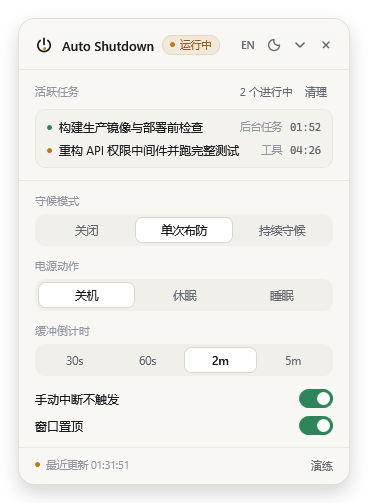 Auto Shutdown 运行中 EN
活跃任务 2 个进行中 清理
构建生产镜像与部署前检查 后台任务 01:52
重构 API 权限中间件并跑完整测试 工具 04:26
守候模式
关闭 单次布防 持续守候
电源动作
关机 休眠 睡眠
缓冲倒计时
30s 60s 2m 5m
手动中断不触发
窗口置顶
最近更新 01:31:51 演练